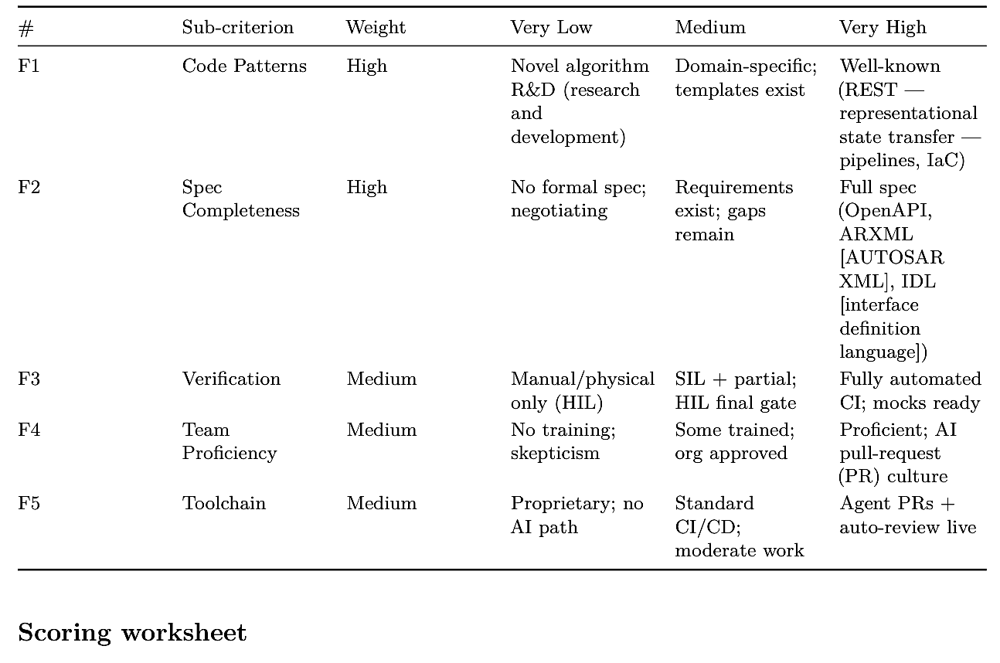 # Sub-criterion Weight Very Low Medium Very High
F1 Code Patterns High Novel algorithm Domain-specific; Well-known
R&D (research templates exist (REST —
and representational
development) state transfer —
pipelines, IaC)
F2 Spec High No formal spec; Requirements Full spec
Completeness negotiating exist; gaps (OpenAPI,
remain ARXML
[AUTOSAR
XML], IDL
[interface
definition
language])
F3 Verification Medium Manual/physical SIL + partial; Fully automated
only (HIL) HIL final gate CI; mocks ready
F4 Team Medium No training; Some trained; Proficient; AI
Proficiency skepticism org approved pull-request
(PR) culture
F5 Toolchain Medium Proprietary; no Standard Agent PRs +
AI path CI/CD; auto-review live
moderate work
Scoring worksheet